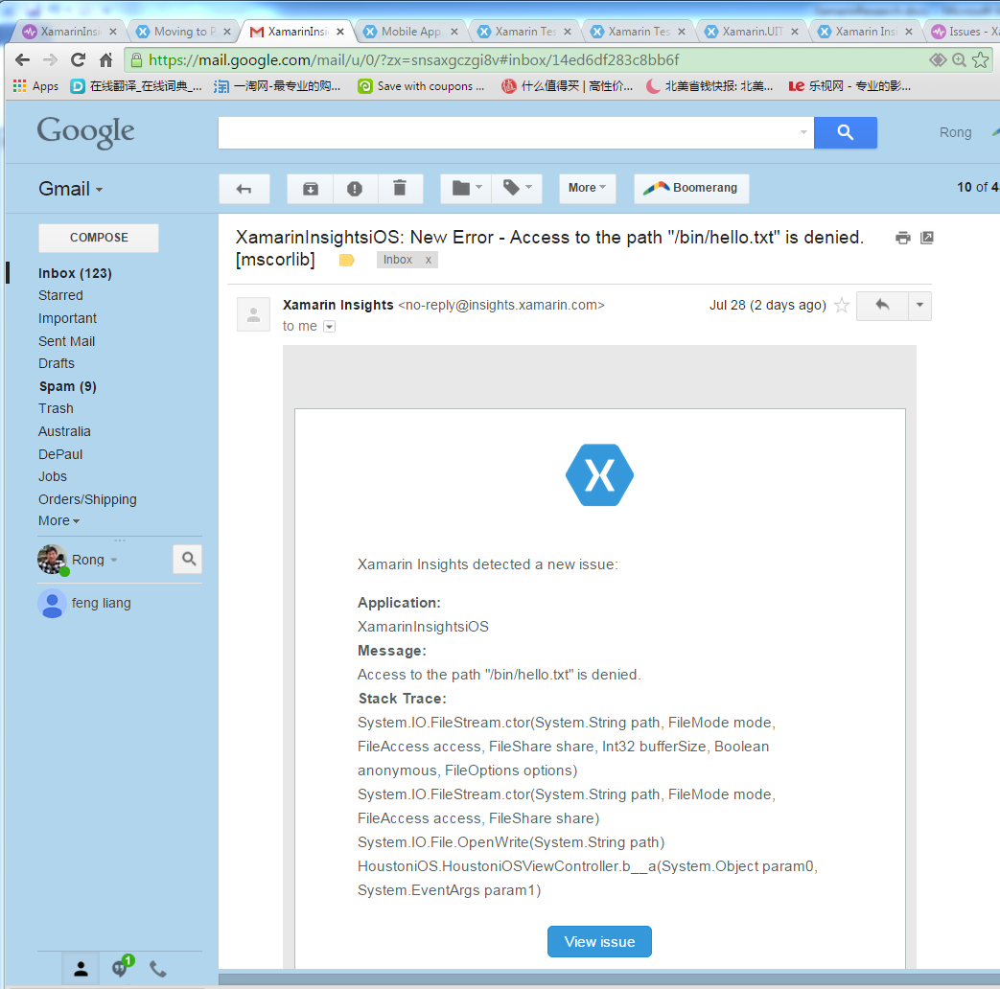 XamarinInsi
Moving to P
XamarinInsi
Mobile App
Xamarin Tes
Xamarin Tes
Xamarin.UIT
Xamarin Ins
Issues - Xa
https://mail.google.com/mail/u/0/?zx=snsaxgczgi8v#inbox/14ed6df283c8bb6f
Apps
在线翻译_在线词典_...
一淘网-最专业的购...
Save with coupons ...
什么值得买 | 高性价...
北美省钱快报: 北美...
乐视网 - 专业的影...
Google
Rong
Gmail
More
Boomerang
10 of 4
COMPOSE
Inbox (123)
Starred
Important
Sent Mail
Drafts
Spam (9)
Trash
Australia
DePaul
Jobs
Orders/Shipping
More
Rong
feng liang
1
XamarinInsightsiOS: New Error - Access to the path "/bin/hello.txt" is denied.
[mscorlib] Inbox x
Xamarin Insights <no-reply@insights.xamarin.com> Jul 28 (2 days ago)
to me
X
Xamarin Insights detected a new issue:
Application:
XamarinInsightsiOS
Message:
Access to the path "/bin/hello.txt" is denied.
Stack Trace:
System.IO.FileStream.ctor(System.String path, FileMode mode,
FileAccess access, FileShare share, Int32 bufferSize, Boolean
anonymous, FileOptions options)
System.IO.FileStream.ctor(System.String path, FileMode mode,
FileAccess access, FileShare share)
System.IO.File.OpenWrite(System.String path)
HoustoniOS.HoustoniOSViewController.b__a(System.Object param0,
System.EventArgs param1)
View issue